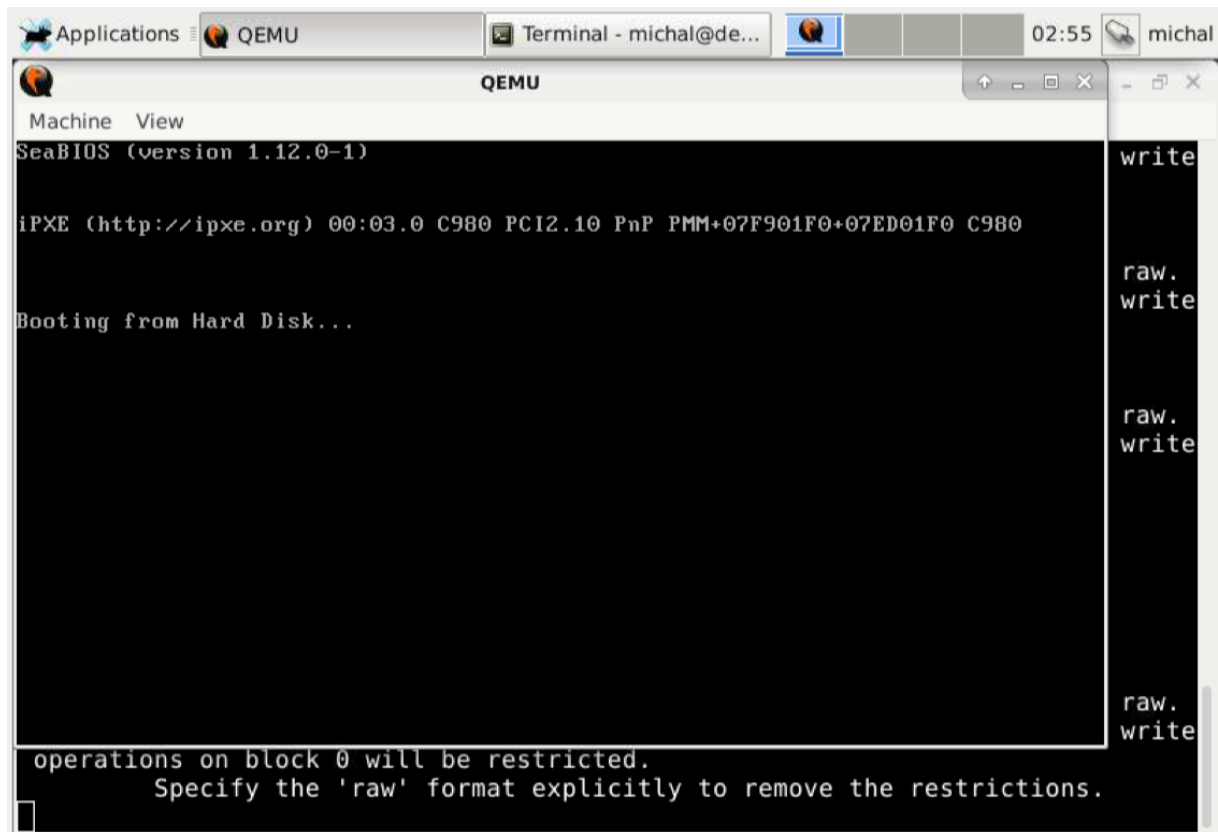 Applications QEMU Terminal - michal@de... 02:55 michal
QEMU
Machine View
SeaBIOS (version 1.12.0-1)
write
iPXE (http://ipxe.org) 00:03.0 C980 PCI2.10 PnP PMM+07F901F0+07ED01F0 C980
raw.
write
Booting from Hard Disk...
raw.
write
raw.
write
operations on block 0 will be restricted.
Specify the 'raw' format explicitly to remove the restrictions.